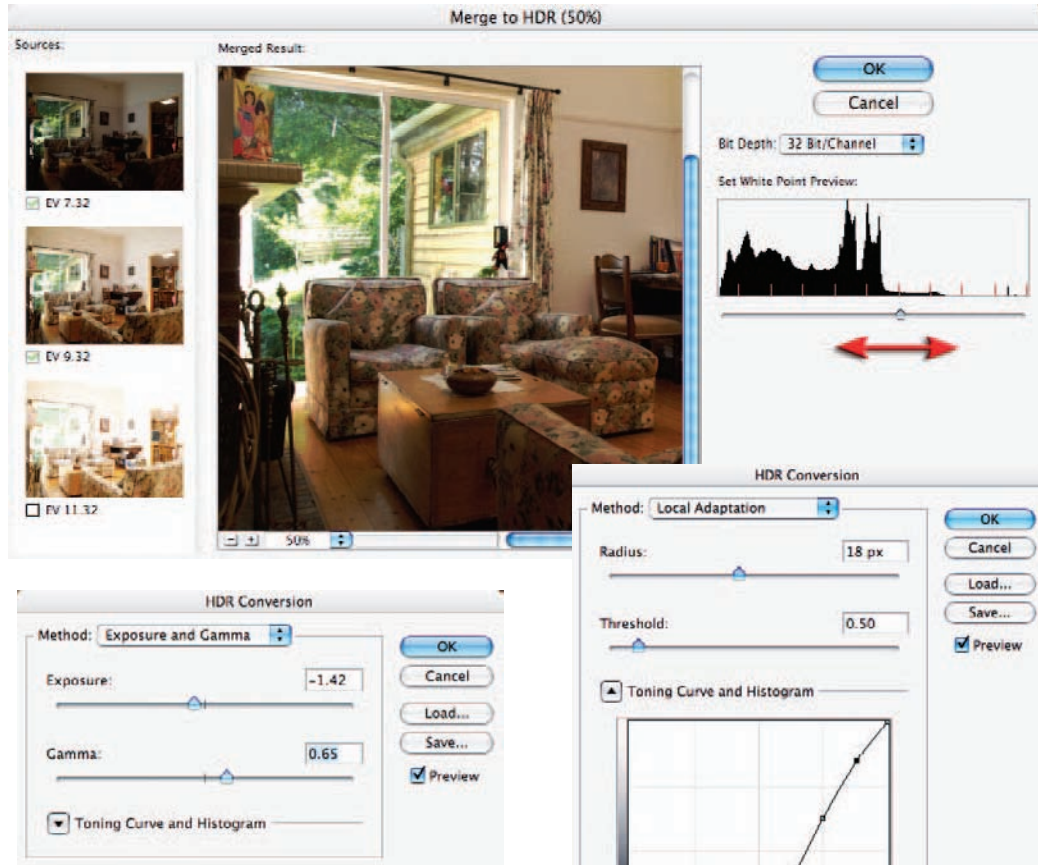 Merge to HDR (50%)
Sources:
Merged Result:
EV 7.32
EV 9.32
EV 11.32
50%
OK
Cancel
Bit Depth: 32 Bit/Channel
Set White Point Preview:
HDR Conversion
Method: Exposure and Gamma
Exposure: -1.42
Gamma: 0.65
Toning Curve and Histogram
OK
Cancel
Load...
Save...
Preview
HDR Conversion
Method: Local Adaptation
Radius: 18 px
Threshold: 0.50
Toning Curve and Histogram
OK
Cancel
Load...
Save...
Preview